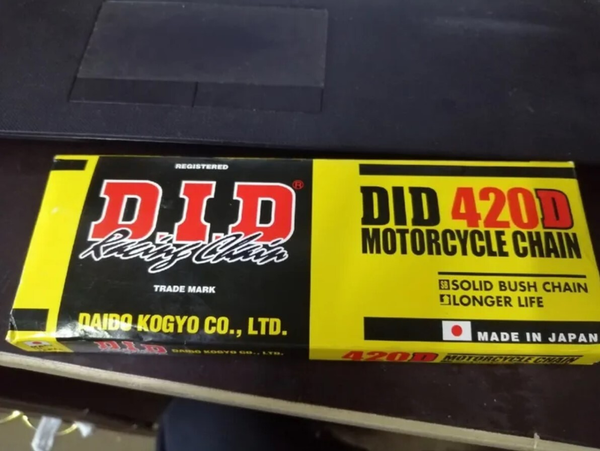 REGISTERED
D.I.D®
Racing Chain
TRADE MARK
DAIDO KOGYO CO., LTD.
DID 420D
MOTORCYCLE CHAIN
SOLID BUSH CHAIN
LONGER LIFE
MADE IN JAPAN
D.I.D DAIDO KOGYO CO., LTD.
420D MOTORCYCLE CHAIN